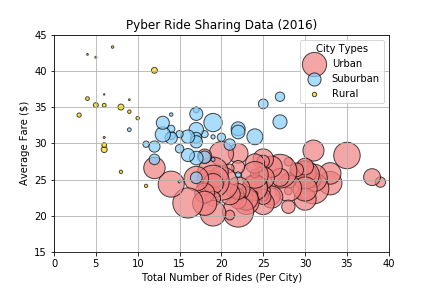 Pyber Ride Sharing Data (2016)
City Types
Urban
Suburban
Rural
45
40
35
30
25
20
15
Average Fare ($)
0 5 10 15 20 25 30 35 40
Total Number of Rides (Per City)